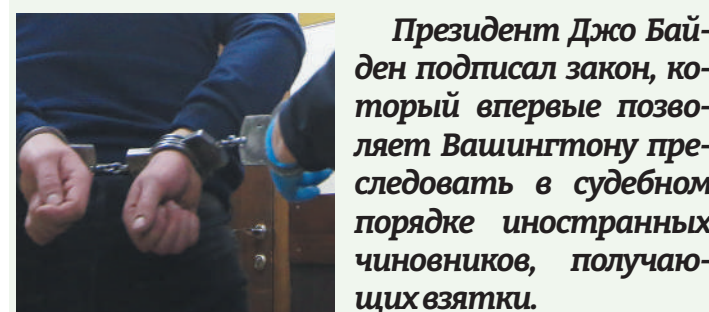 Президент Джо Бай-
ден подписал закон, ко-
торый впервые позво-
ляет Вашингтону пре-
следовать в судебном
порядке иностранных
чиновников, получаю-
щих взятки.